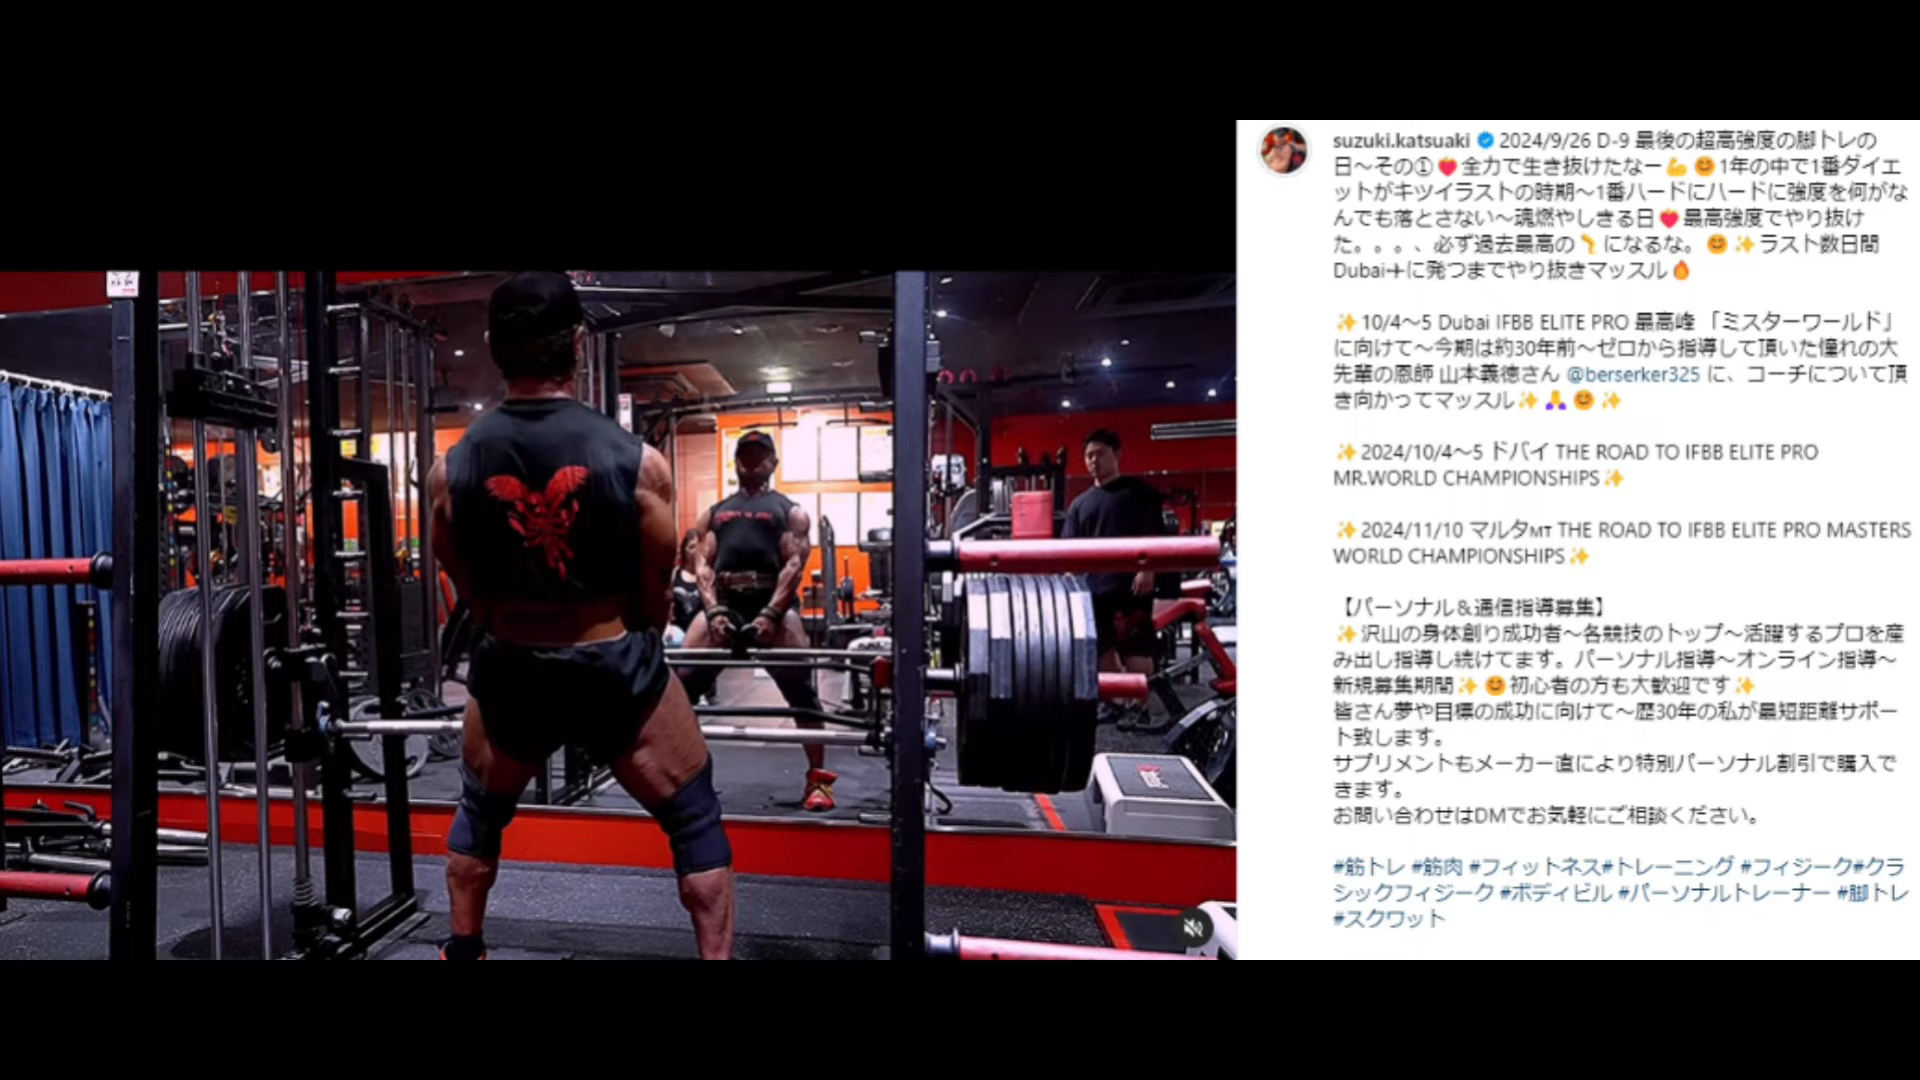 suzuki.katsuaki 2024/9/26 D-9 最後の超高強度の脚トレの
日～その①❤️‍🔥全力で生き抜けたなー💪😊1年の中で1番ダイエ
ットがキツイラストの時期～1番ハードにハードに強度を何がな
んでも落とさない～魂燃やしきる日❤️‍🔥最高強度でやり抜け
た。。。、必ず過去最高の🦵になるな。😊✨ラスト数日間
Dubai✈に発つまでやり抜きマッスル🔥
✨10/4～5 Dubai IFBB ELITE PRO 最高峰 「ミスターワールド」
に向けて～今期は約30年前～ゼロから指導して頂いた憧れの大
先輩の恩師 山本義徳さん @berserker325 に、コーチについて頂
き向かってマッスル✨🙏😊✨
✨2024/10/4～5 ドバイ THE ROAD TO IFBB ELITE PRO
MR.WORLD CHAMPIONSHIPS✨
✨2024/11/10 マルタMT THE ROAD TO IFBB ELITE PRO MASTERS
WORLD CHAMPIONSHIPS✨
【パーソナル＆通信指導募集】
✨沢山の身体創り成功者～各競技のトップ～活躍するプロを産
み出し指導し続けてます。パーソナル指導～オンライン指導～
新規募集期間✨😊初心者の方も大歓迎です✨
皆さん夢や目標の成功に向けて～歴30年の私が最短距離サポー
ト致します。
サプリメントもメーカー直により特別パーソナル割引で購入で
きます。
お問い合わせはDMでお気軽にご相談ください。
#筋トレ #筋肉 #フィットネス#トレーニング #フィジーク#クラ
シックフィジーク #ボディビル #パーソナルトレーナー #脚トレ
#スクワット